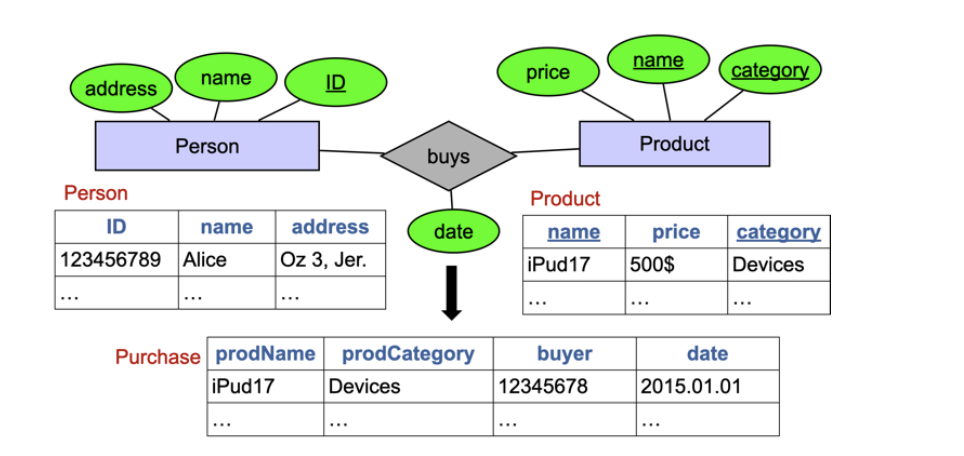 address
name
ID
price
name
category
Person
buys
Product
date
Person
ID name address
123456789 Alice Oz 3, Jer.
... ... ...
Product
name price category
iPud17 500$ Devices
... ... ...
Purchase
prodName prodCategory buyer date
iPud17 Devices 12345678 2015.01.01
... ... ... ...